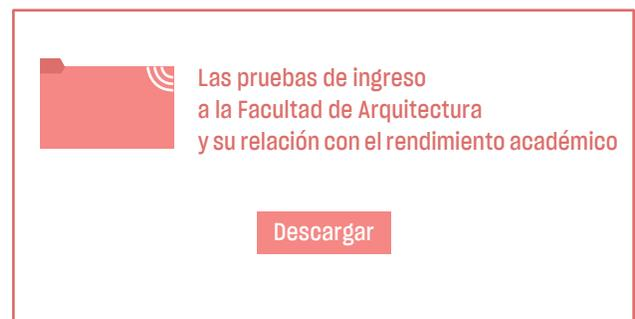 Las pruebas de ingreso
a la Facultad de Arquitectura
y su relación con el rendimiento académico
Descargar